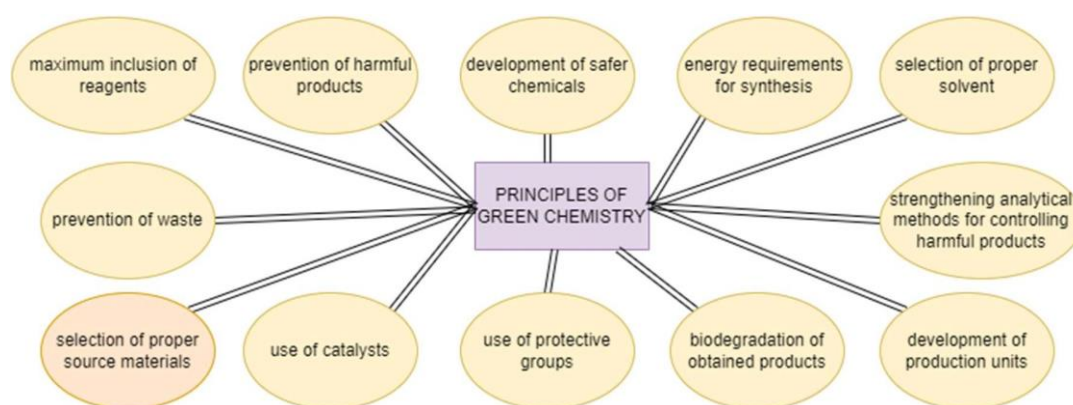 maximum inclusion of
reagents
prevention of harmful
products
development of safer
chemicals
energy requirements
for synthesis
selection of proper
solvent
prevention of waste
PRINCIPLES OF
GREEN CHEMISTRY
strengthening analytical
methods for controlling
harmful products
selection of proper
source materials
use of catalysts
use of protective
groups
biodegradation of
obtained products
development of
production units